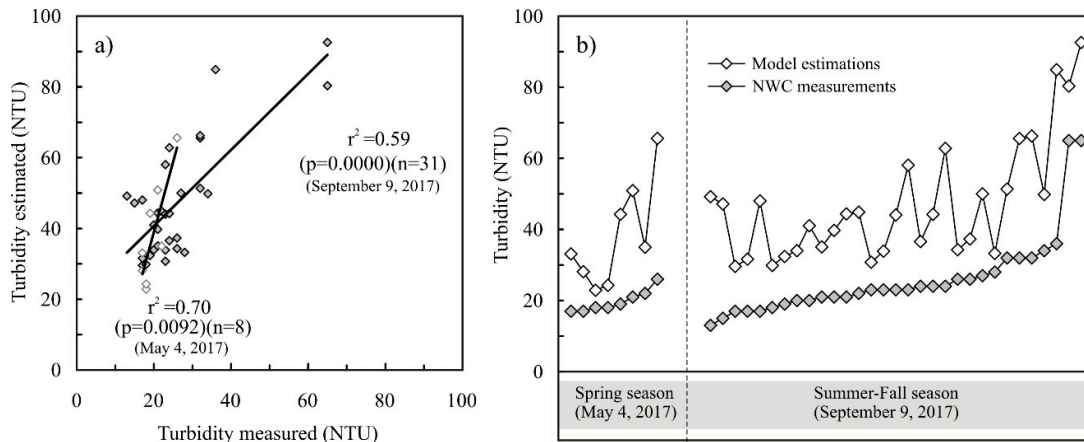 a)
100
80
60
40
20
0
Turbidity estimated (NTU)
r² =0.59
(p=0.0000)(n=31)
(September 9, 2017)
r² =0.70
(p=0.0092)(n=8)
(May 4, 2017)
0 20 40 60 80 100
Turbidity measured (NTU)
b)
100
80
60
40
20
0
Turbidity (NTU)
Model estimations
NWC measurements
Spring season
(May 4, 2017)
Summer-Fall season
(September 9, 2017)